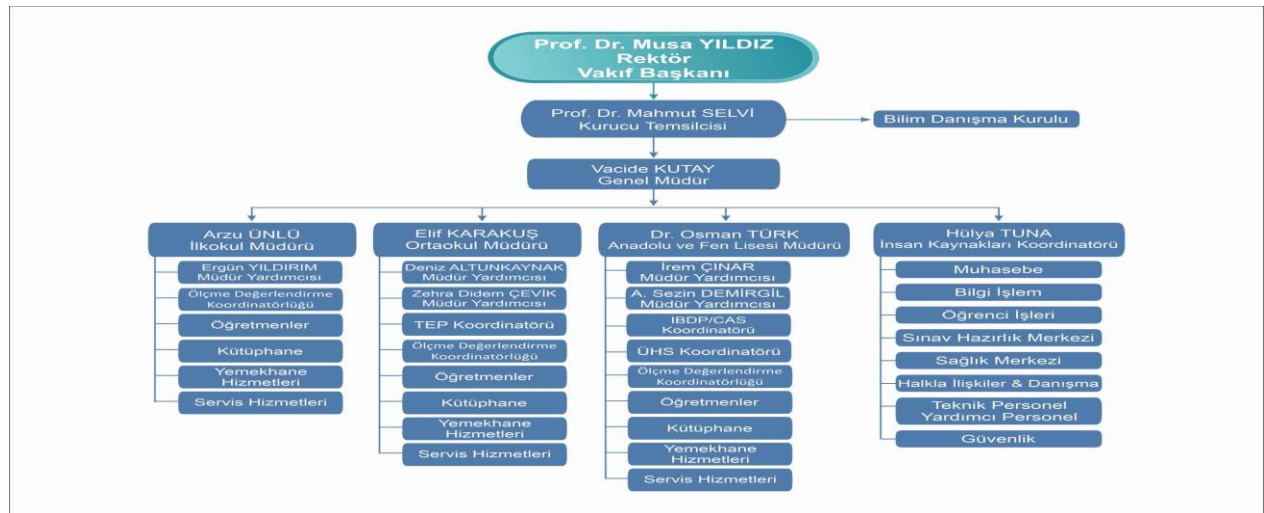 Prof. Dr. Musa YILDIZ
Rektör
Vakıf Başkanı
Prof. Dr. Mahmut SELVİ
Kurucu Temsilcisi
Bilim Danışma Kurulu
Vacide KUTAY
Genel Müdür
Arzu ÜNLÜ
İlkokul Müdürü
Ergün YILDIRIM
Müdür Yardımcısı
Ölçme Değerlendirme
Koordinatörlüğü
Öğretmenler
Kütüphane
Yemekhane
Hizmetleri
Servis Hizmetleri
Elif KARAKUŞ
Ortaokul Müdürü
Deniz ALTUNKAYNAK
Müdür Yardımcısı
Zehra Didem ÇEVİK
Müdür Yardımcısı
TEP Koordinatörü
Ölçme Değerlendirme
Koordinatörlüğü
Öğretmenler
Kütüphane
Yemekhane
Hizmetleri
Servis Hizmetleri
Dr. Osman TÜRK
Anadolu ve Fen Lisesi Müdürü
İrem ÇINAR
Müdür Yardımcısı
A. Sezin DEMİRGİL
Müdür Yardımcısı
IBDP/CAS
Koordinatörü
ÜHS Koordinatörü
Ölçme Değerlendirme
Koordinatörlüğü
Öğretmenler
Kütüphane
Yemekhane
Hizmetleri
Servis Hizmetleri
Hülya TUNA
İnsan Kaynakları Koordinatörü
Muhasebe
Bilgi İşlem
Öğrenci İşleri
Sınav Hazırlık Merkezi
Sağlık Merkezi
Halkla İlişkiler & Danışma
Teknik Personel
Yardımcı Personel
Güvenlik